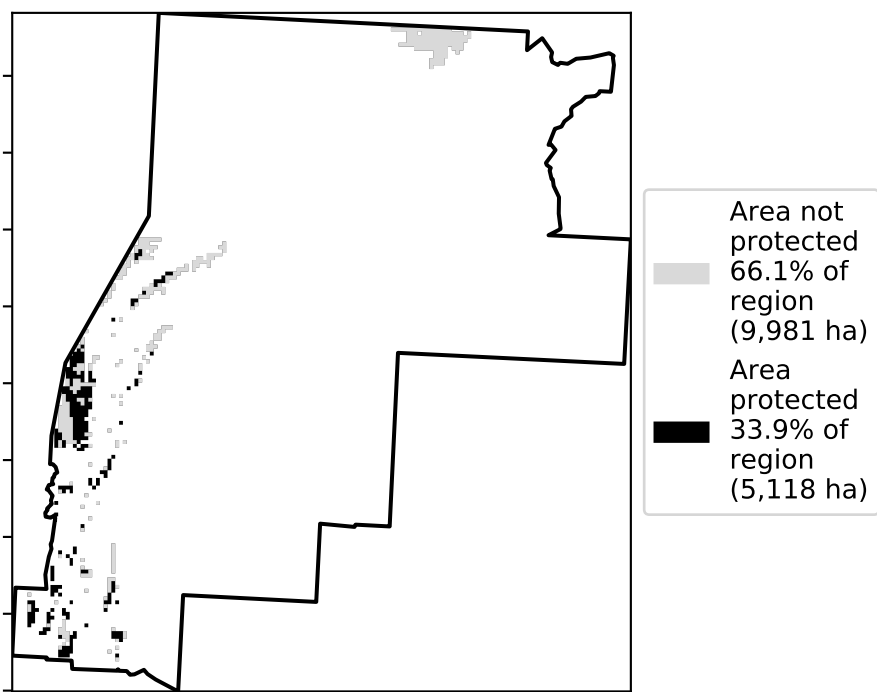 Area not
protected
66.1% of
region
(9,981 ha)
Area
protected
33.9% of
region
(5,118 ha)